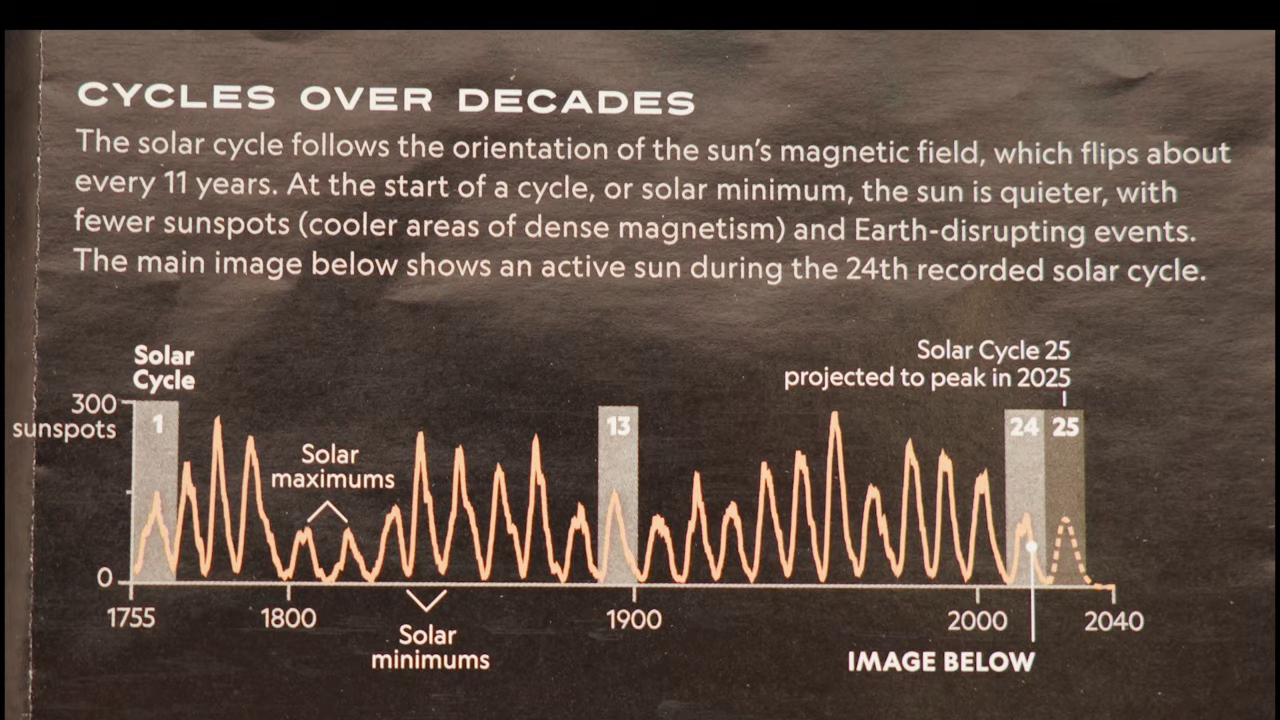 CYCLES OVER DECADES
The solar cycle follows the orientation of the sun's magnetic field, which flips about
every 11 years. At the start of a cycle, or solar minimum, the sun is quieter, with
fewer sunspots (cooler areas of dense magnetism) and Earth-disrupting events.
The main image below shows an active sun during the 24th recorded solar cycle.
Solar
Cycle
Solar Cycle 25
projected to peak in 2025
300
sunspots
1
13
24
25
Solar
maximums
0
1755
1800
1900
2000
2040
Solar
minimums
IMAGE BELOW